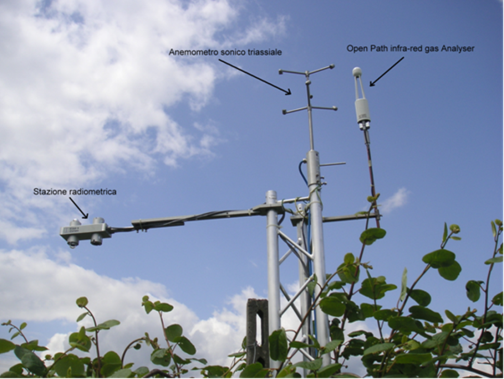 Anemometro sonico triassiale
Open Path infra-red gas Analyser
Stazione radiometrica